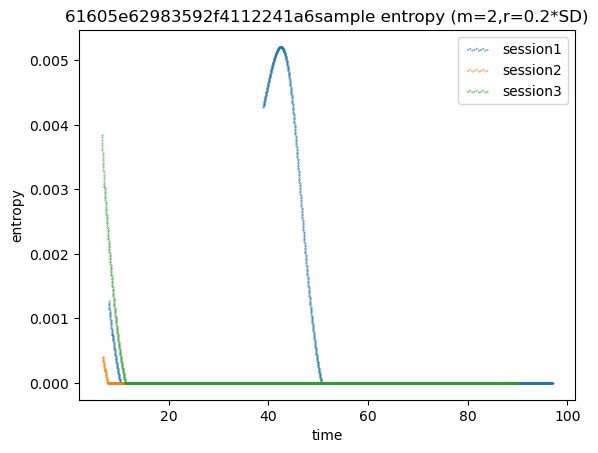 61605e62983592f4112241a6sample entropy (m=2,r=0.2*SD)
session1
session2
session3
0.005
0.004
0.003
0.002
0.001
0.000
entropy
20
40
60
80
100
time